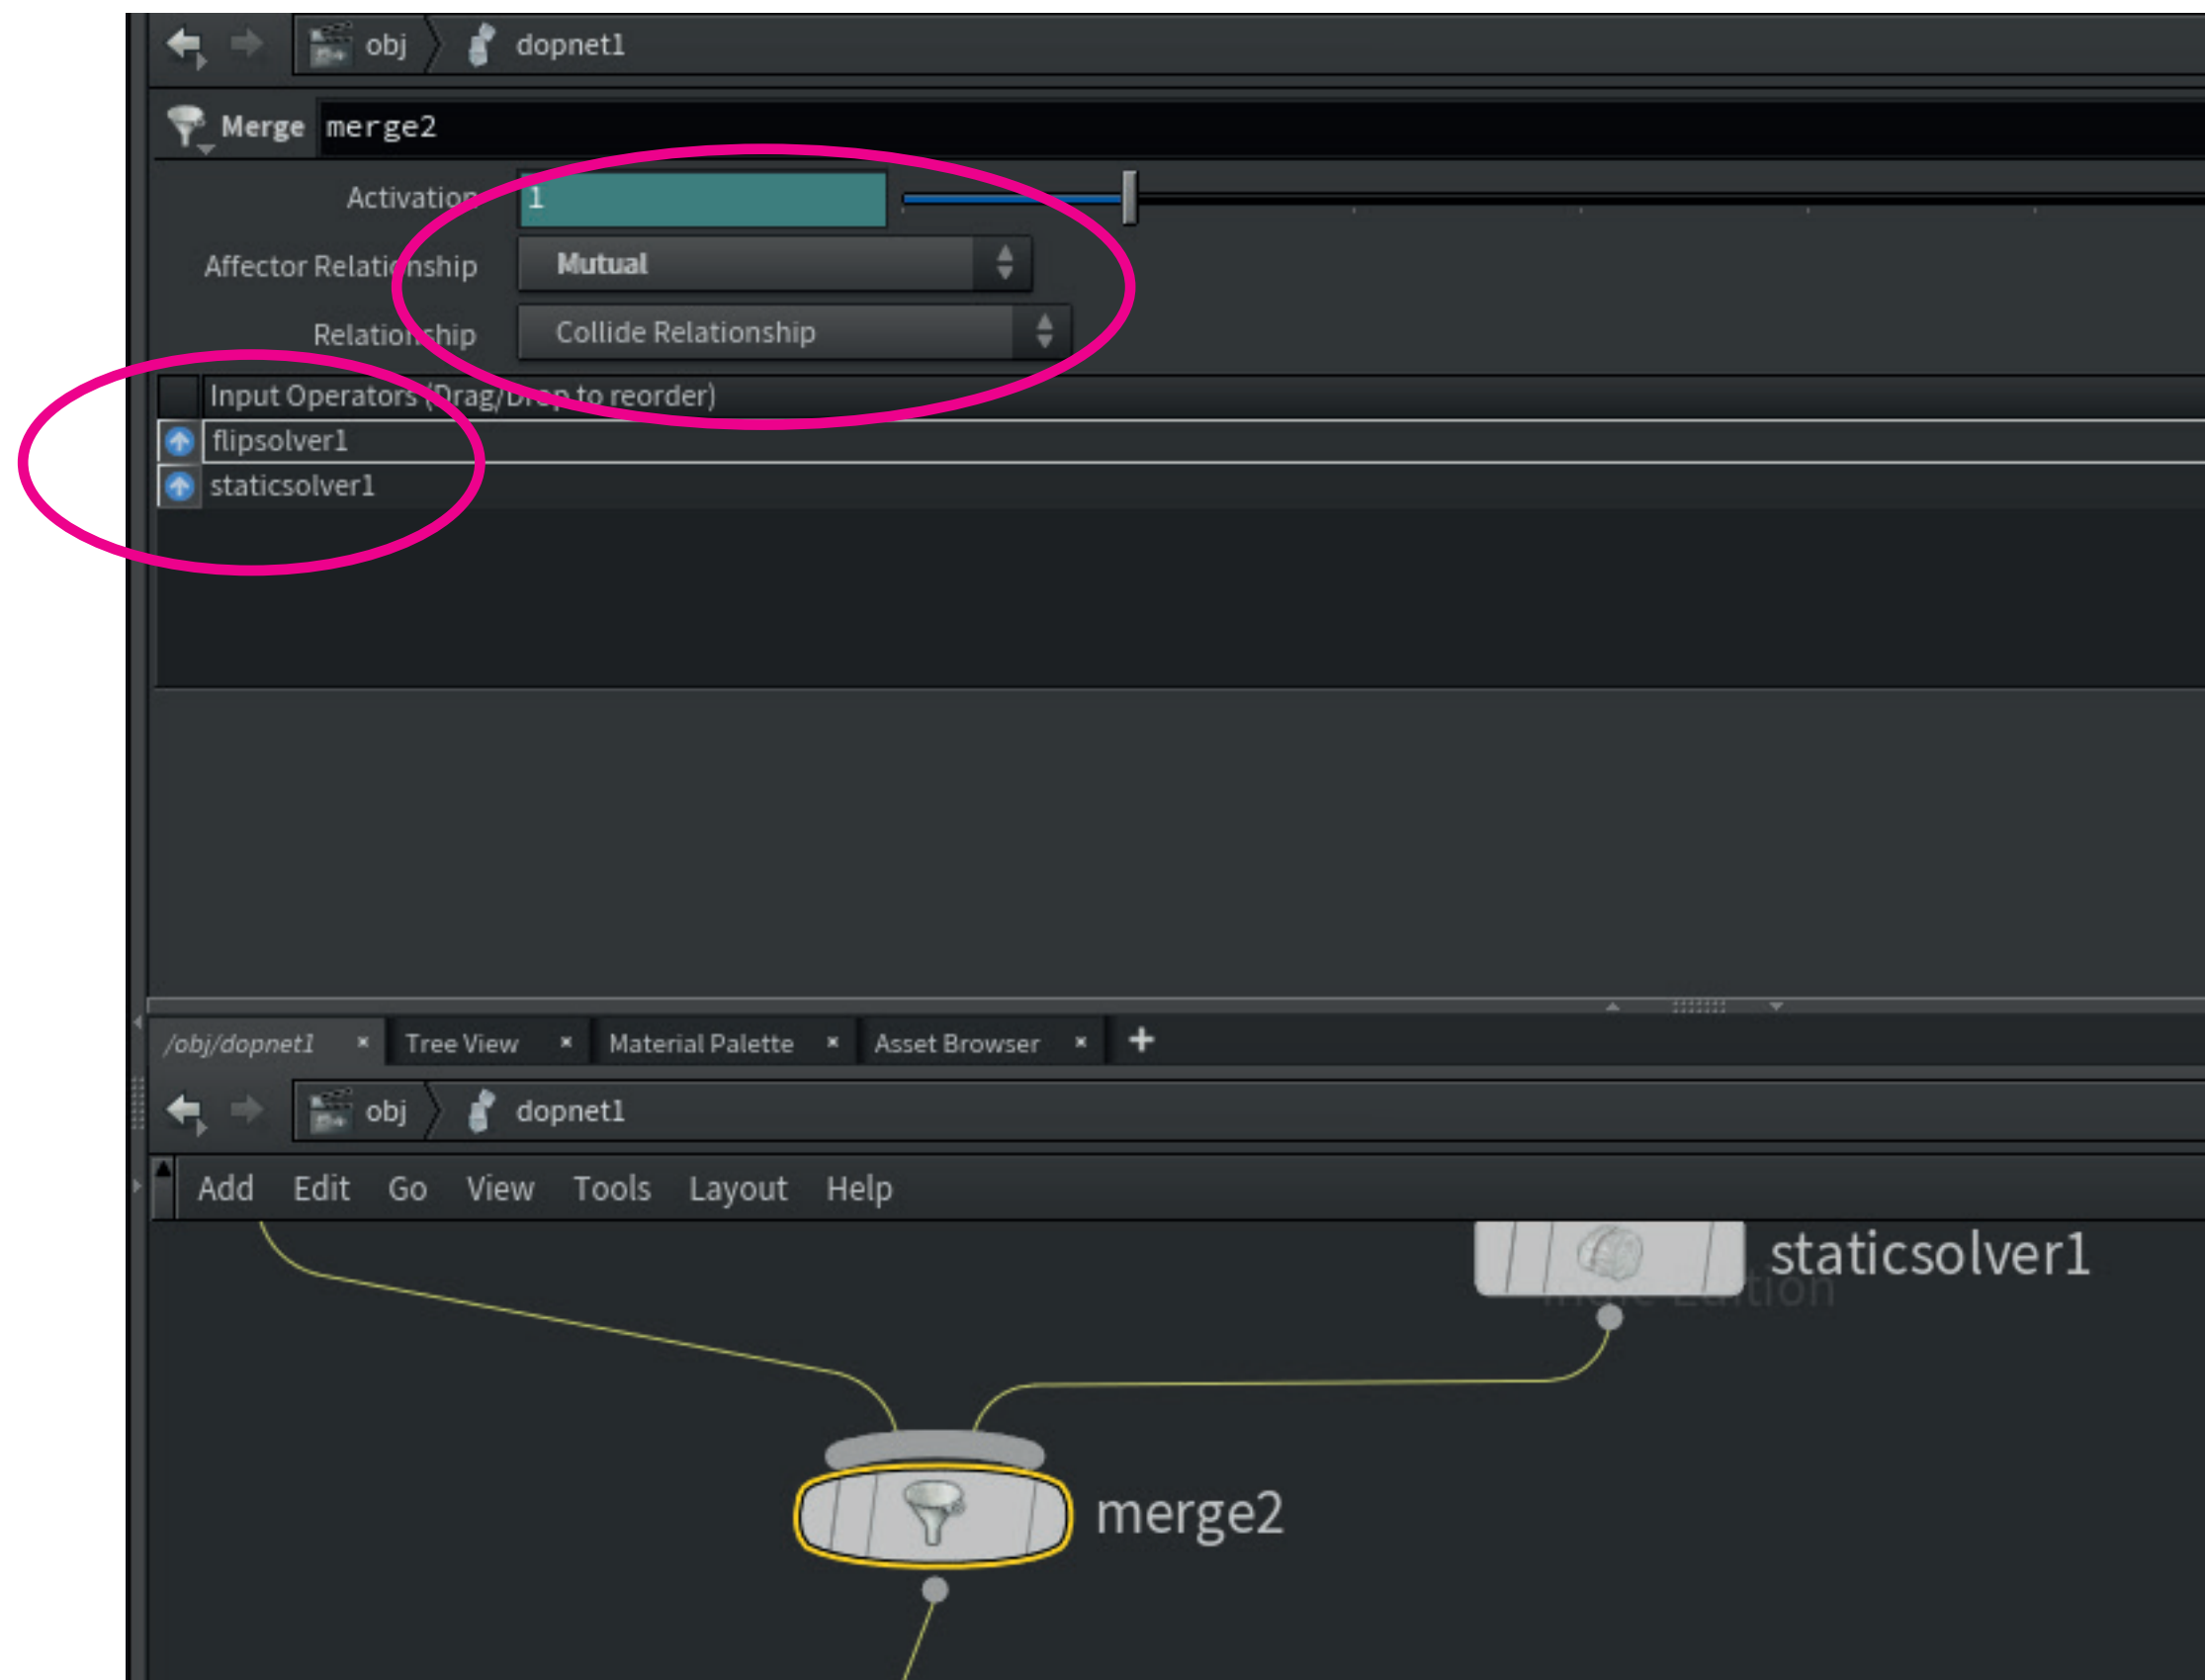 obj dopnet1
Merge merge2
Activation 1
Affector Relationship Mutual
Relationship Collide Relationship
Input Operators (Drag/Drop to reorder)
flipsolver1
staticsolver1
/obj/dopnet1 Tree View Material Palette Asset Browser
obj dopnet1
Add Edit Go View Tools Layout Help
staticsolver1
Indie Edition
merge2